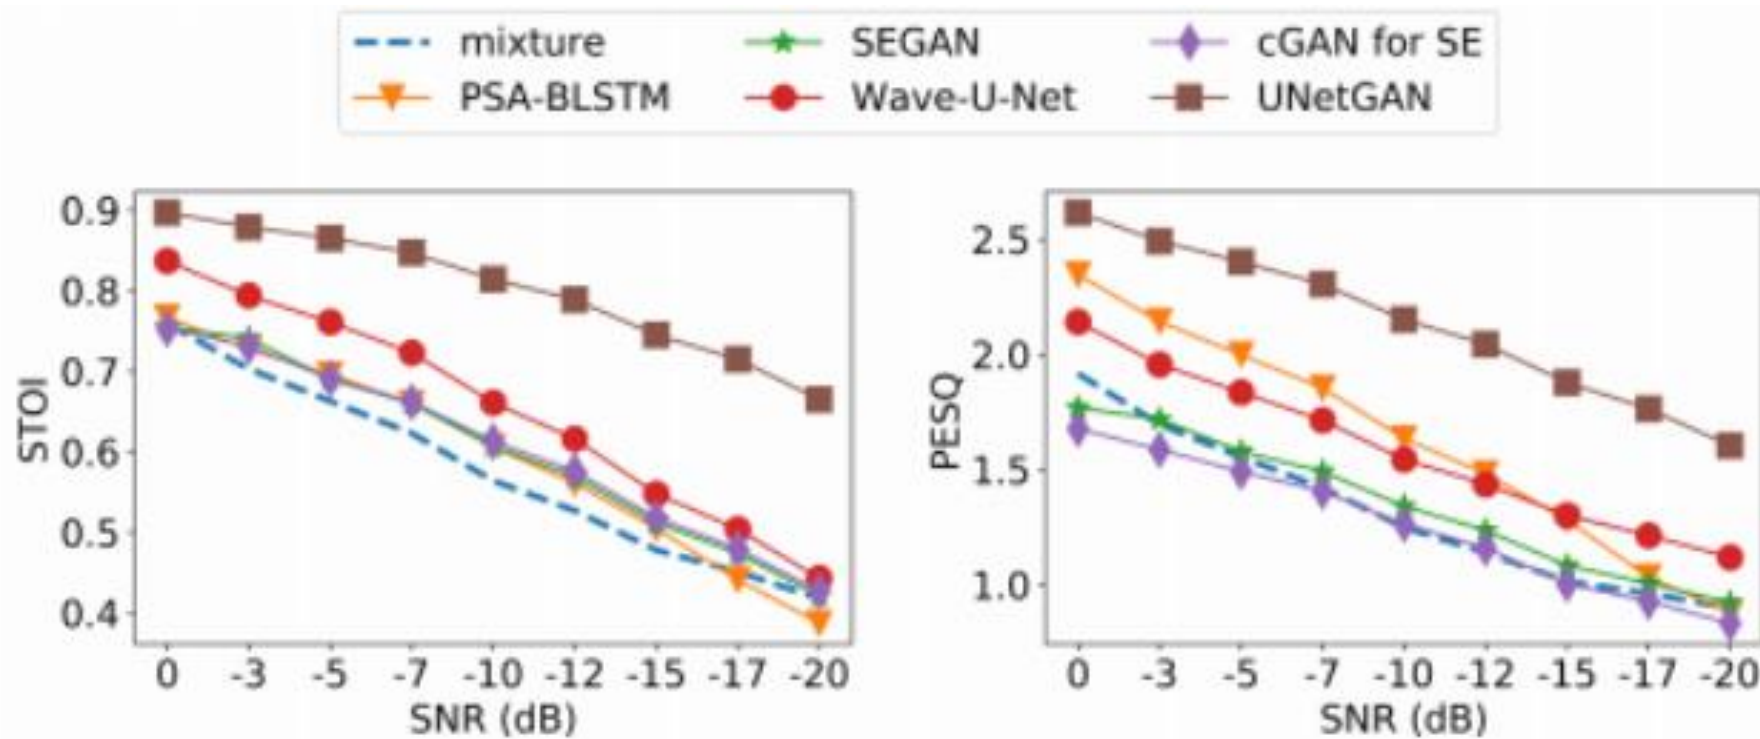 mixture SEGAN cGAN for SE
PSA-BLSTM Wave-U-Net UNetGAN
0.9
0.8
0.7
0.6
0.5
0.4
STOI
0 -3 -5 -7 -10 -12 -15 -17 -20
SNR (dB)
2.5
2.0
1.5
1.0
PESQ
0 -3 -5 -7 -10 -12 -15 -17 -20
SNR (dB)